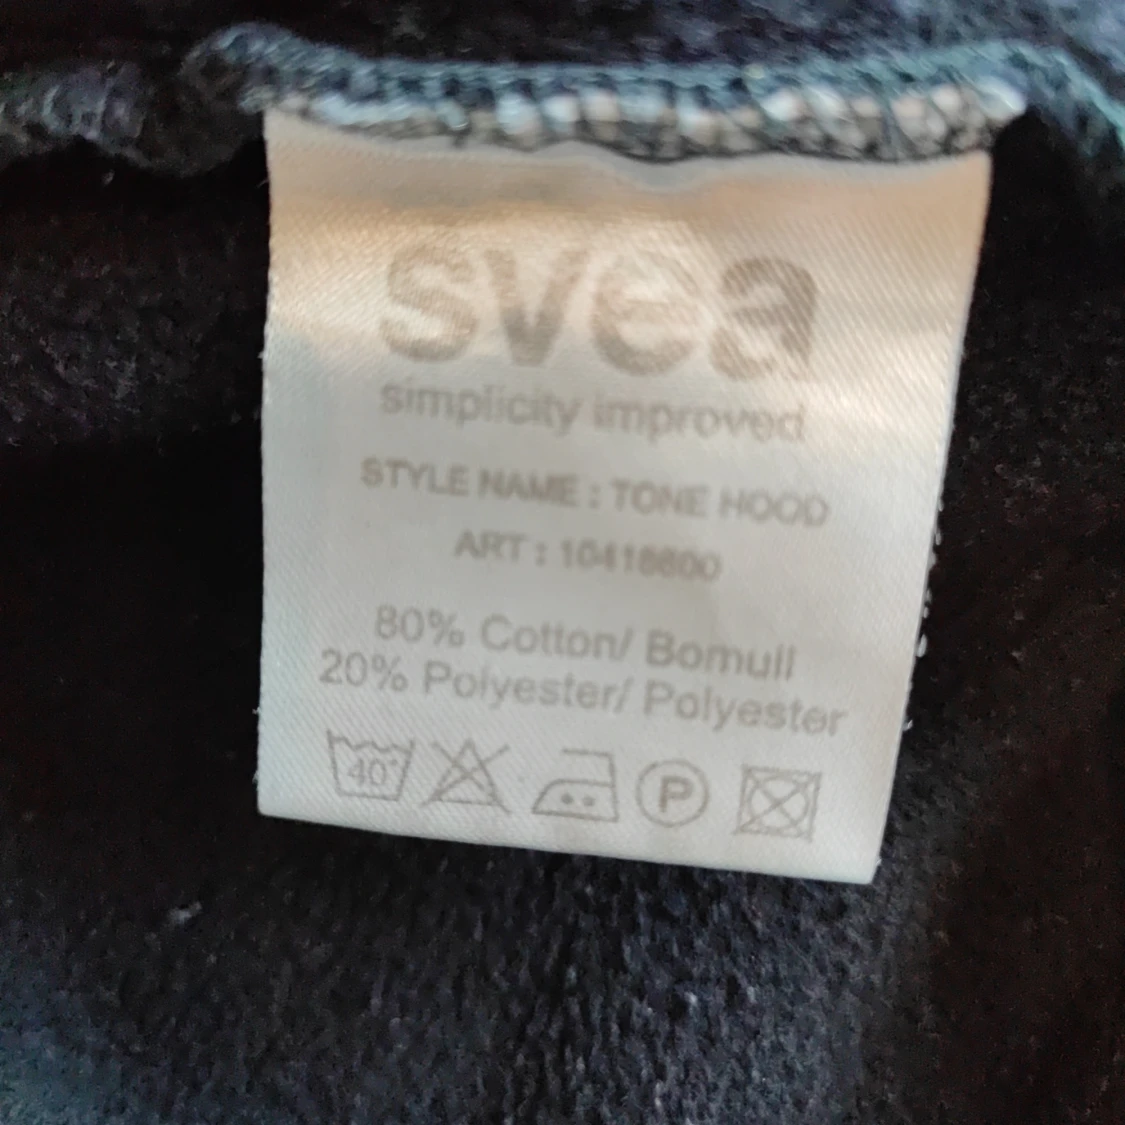 svea
simplicity improved
STYLE NAME : TONE HOOD
ART : 10418800
80% Cotton/ Bomull
20% Polyester/ Polyester
40°
P